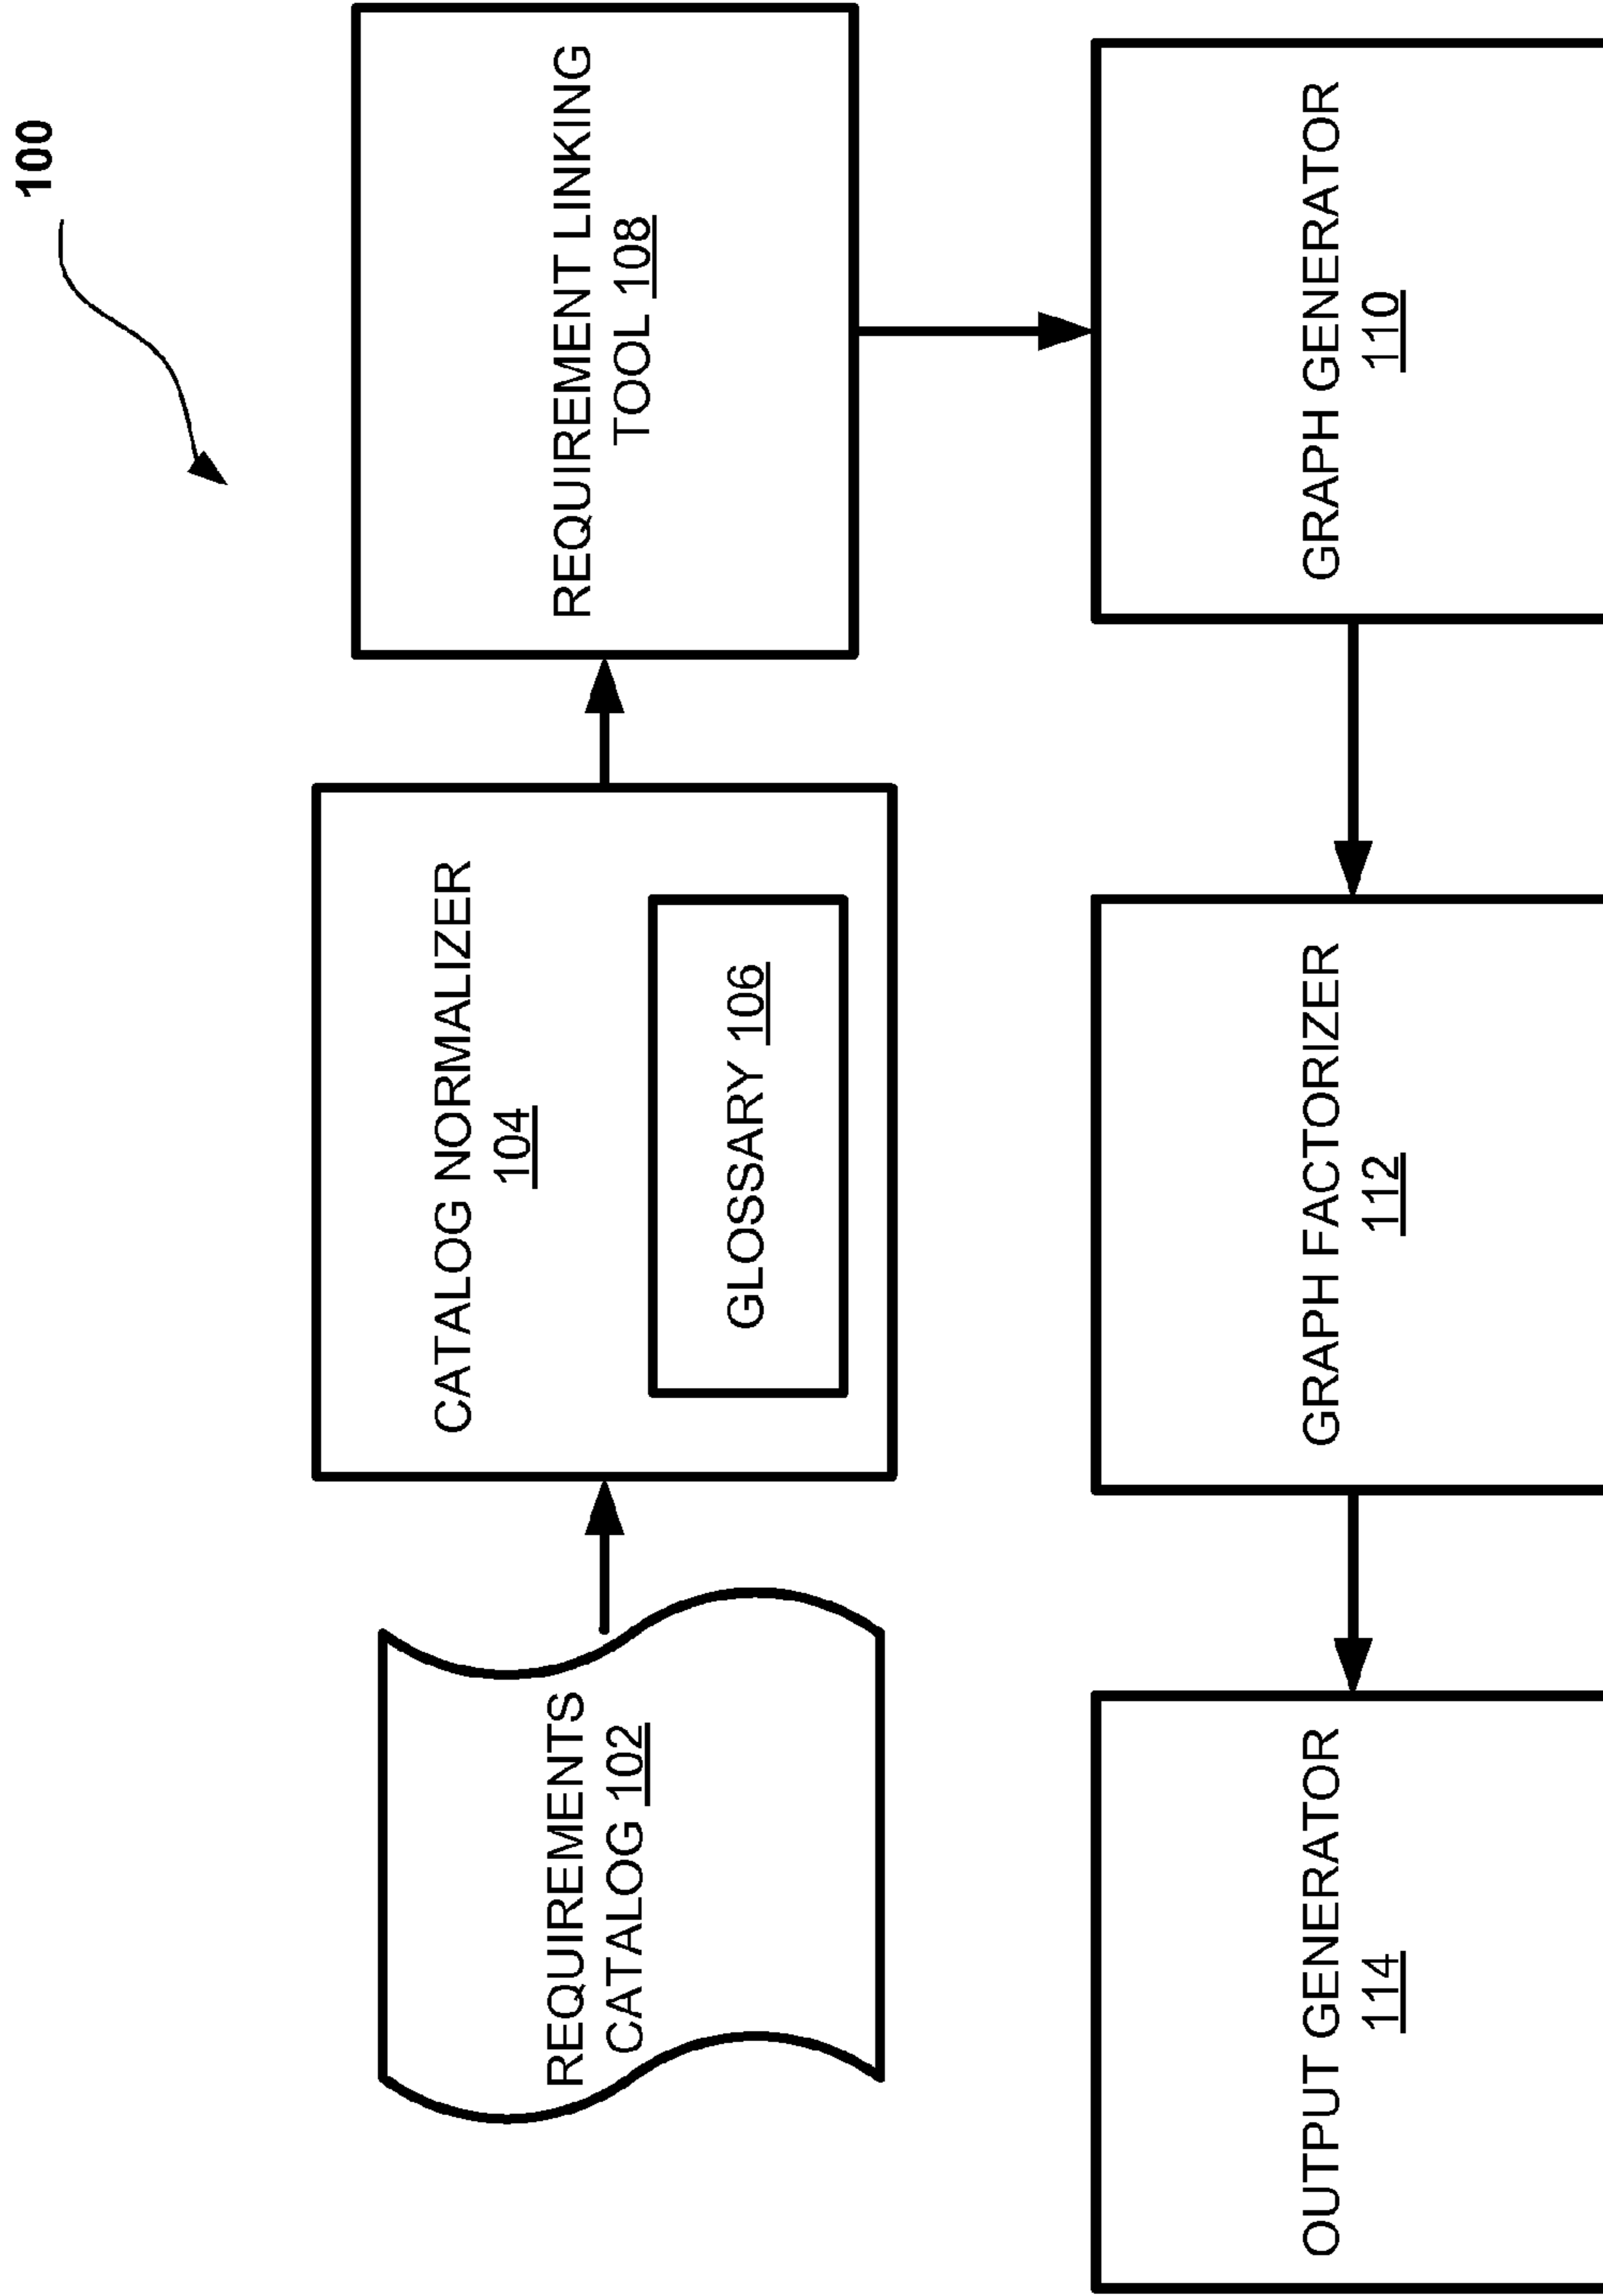 100
REQUIREMENTS
CATALOG 102
CATALOG NORMALIZER
104
GLOSSARY 106
REQUIREMENT LINKING
TOOL 108
OUTPUT GENERATOR
114
GRAPH FACTORIZER
112
GRAPH GENERATOR
110